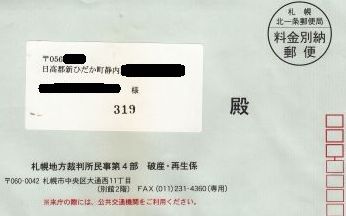 札幌
北一条郵便局
料金別納
郵便
〒056
日高郡新ひだか町静内
様
319
殿
札幌地方裁判所民事第4部 破産・再生係
〒060-0042 札幌市中央区大通西11丁目
(別館2階) FAX (011)231-4360(専用)
※来庁の際には、公共交通機関をご利用ください。